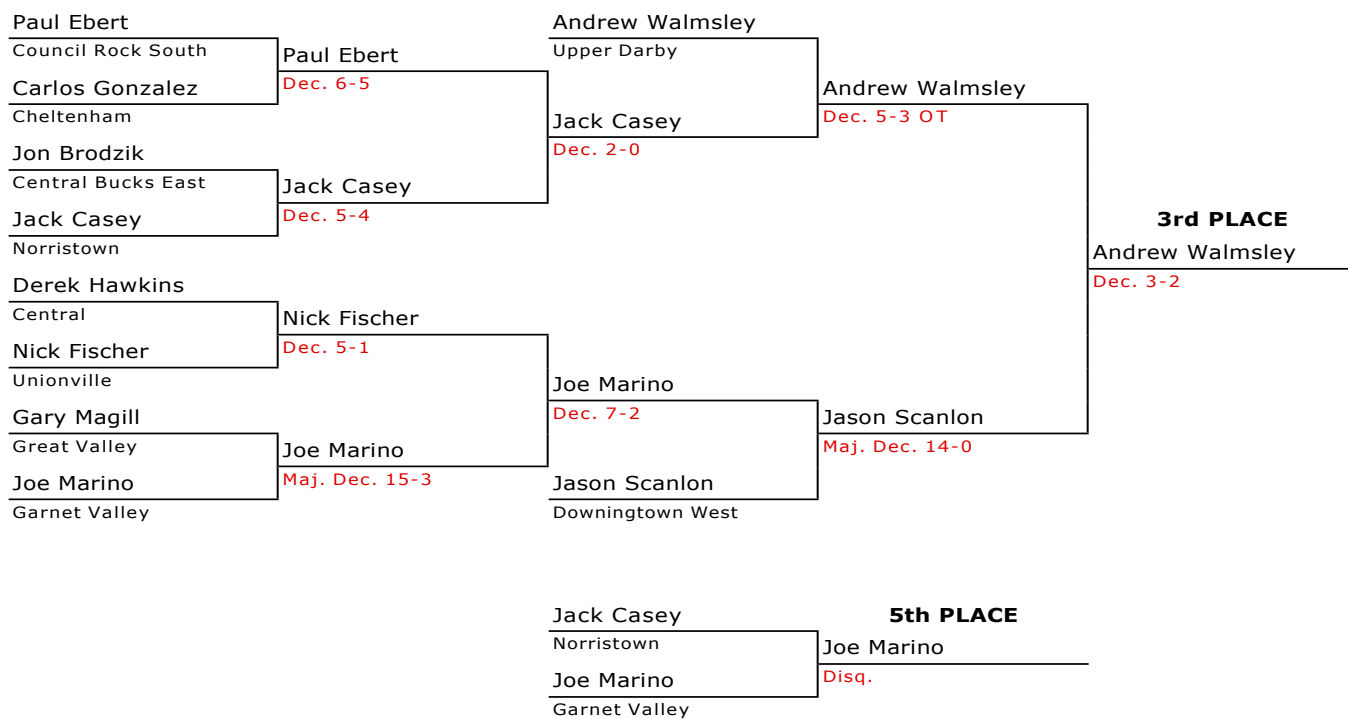 Paul Ebert
Council Rock South
Carlos Gonzalez
Cheltenham
Jon Brodzik
Central Bucks East
Jack Casey
Norristown
Derek Hawkins
Central
Nick Fischer
Unionville
Gary Magill
Great Valley
Joe Marino
Garnet Valley
Paul Ebert
Dec. 6-5
Jack Casey
Dec. 5-4
Nick Fischer
Dec. 5-1
Joe Marino
Maj. Dec. 15-3
Andrew Walmsley
Upper Darby
Jack Casey
Dec. 2-0
Joe Marino
Dec. 7-2
Jason Scanlon
Downingtown West
Andrew Walmsley
Dec. 5-3 OT
Jason Scanlon
Maj. Dec. 14-0
3rd PLACE
Andrew Walmsley
Dec. 3-2
Jack Casey
Norristown
Joe Marino
Garnet Valley
5th PLACE
Joe Marino
Disq.